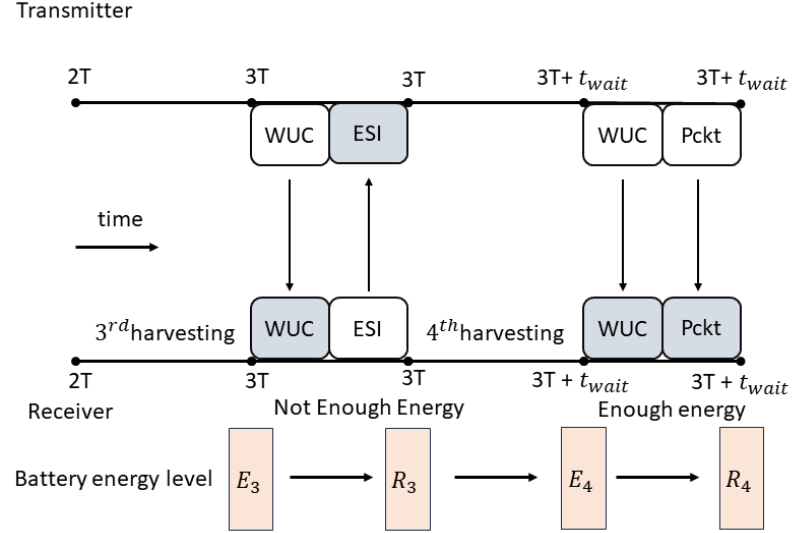 Transmitter
2T 3T 3T 3T+ t_wait 3T+ t_wait
WUC ESI WUC Pckt
time
3^rd harvesting WUC ESI 4^th harvesting WUC Pckt
2T 3T 3T 3T + t_wait 3T + t_wait
Receiver Not Enough Energy Enough energy
Battery energy level E_3 R_3 E_4 R_4